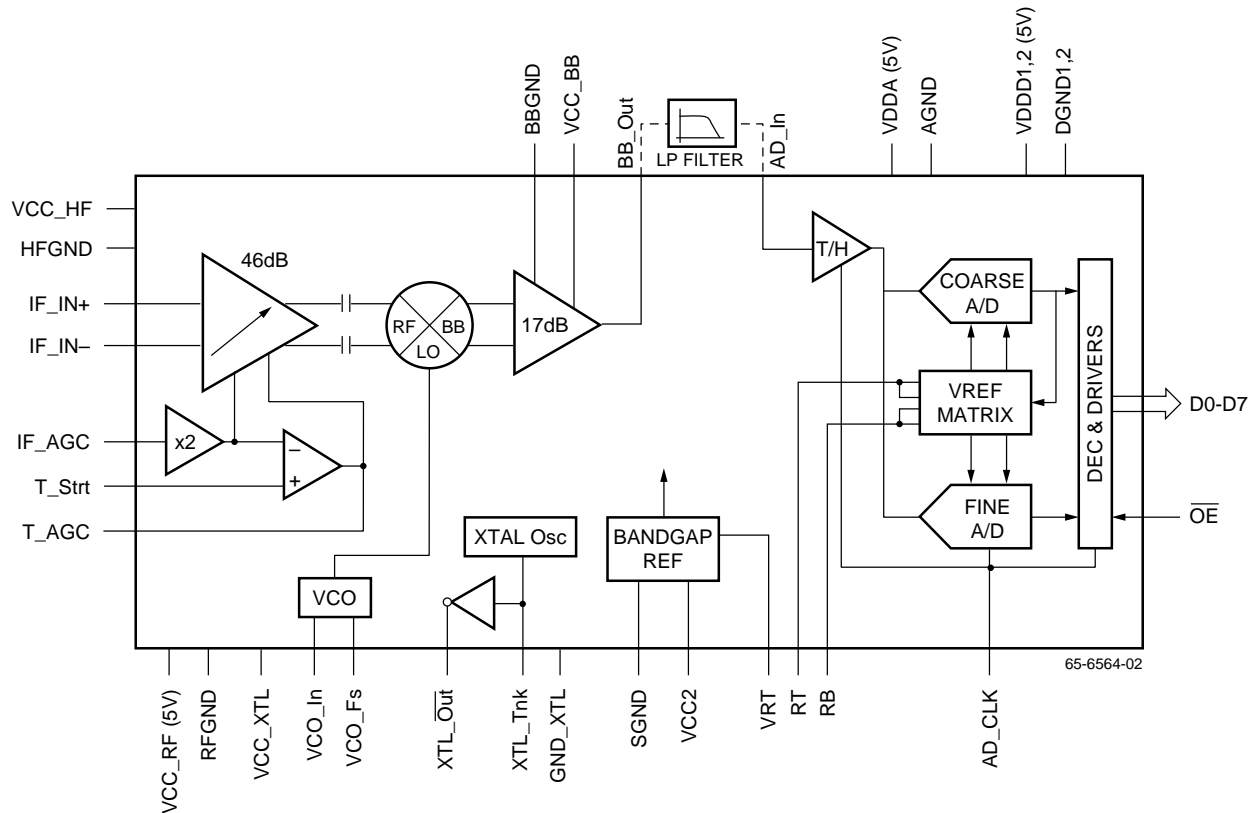 BBGND
VCC_BB
BB_Out
LP FILTER
AD_In
VDDA (5V)
AGND
VDDD1,2 (5V)
DGND1,2
VCC_HF
HFGND
IF_IN+
IF_IN–
IF_AGC
T_Strt
T_AGC
46dB
RF
BB
LO
17dB
T/H
COARSE
A/D
VREF
MATRIX
FINE
A/D
DEC & DRIVERS
D0-D7
OE
x2
–
+
XTAL Osc
VCO
BANDGAP
REF
65-6564-02
VCC_RF (5V)
RFGND
VCC_XTL
VCO_In
VCO_Fs
XTL_Out
XTL_Tnk
GND_XTL
SGND
VCC2
VRT
RT
RB
AD_CLK